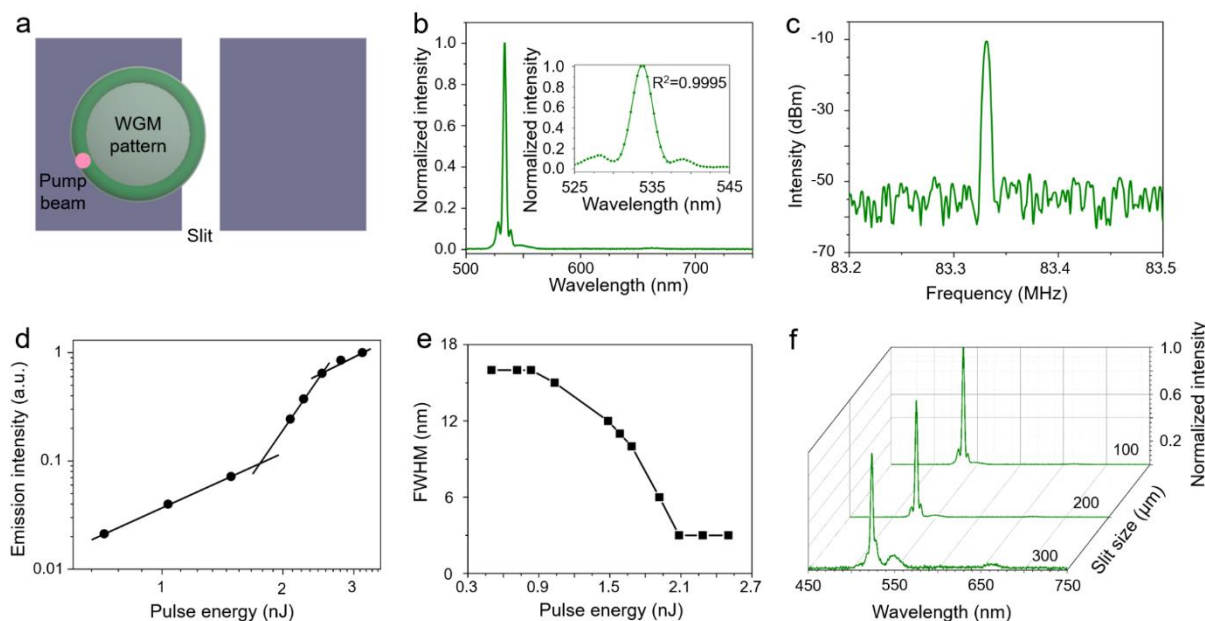 a
WGM
pattern
Pump
beam
Slit
b
Normalized intensity
1.0
0.8
0.6
0.4
0.2
0.0
500 600 700
Wavelength (nm)
Normalized intensity
1.0
0.8
0.6
0.4
0.2
0.0
R²=0.9995
525 535 545
Wavelength (nm)
c
Intensity (dBm)
-10
-30
-50
-70
83.2 83.3 83.4 83.5
Frequency (MHz)
d
Emission intensity (a.u.)
1
0.1
0.01
1 2 3
Pulse energy (nJ)
e
FWHM (nm)
18
12
6
0
0.3 0.9 1.5 2.1 2.7
Pulse energy (nJ)
f
1.0
0.6
0.2
Normalized intensity
100
200
300
Slit size (µm)
450 550 650 750
Wavelength (nm)